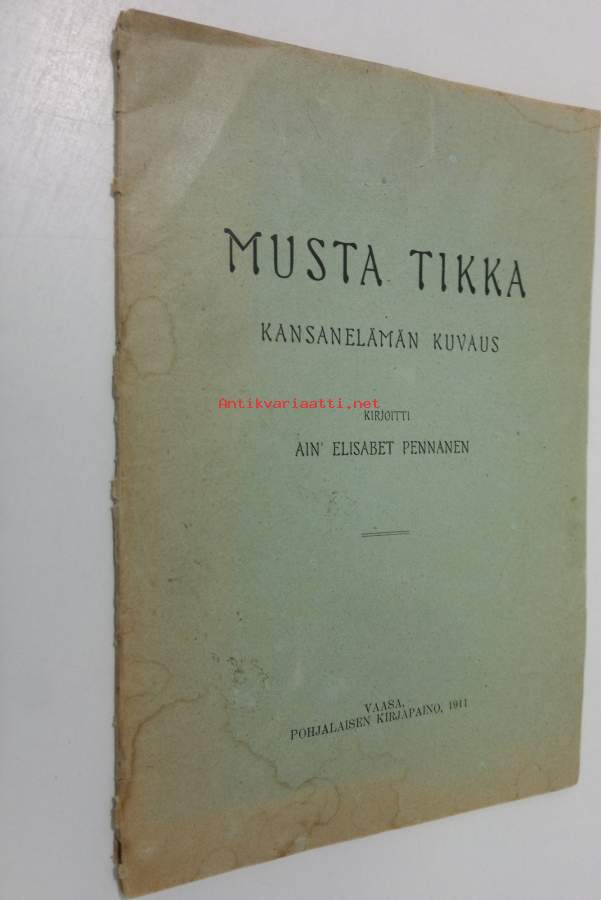 MUSTA TIKKA
KANSANELÄMÄN KUVAUS
Antikvariaatti.net
KIRJOITTI
AIN' ELISABET PENNANEN
VAASA,
POHJALAISEN KIRJAPAINO, 1911